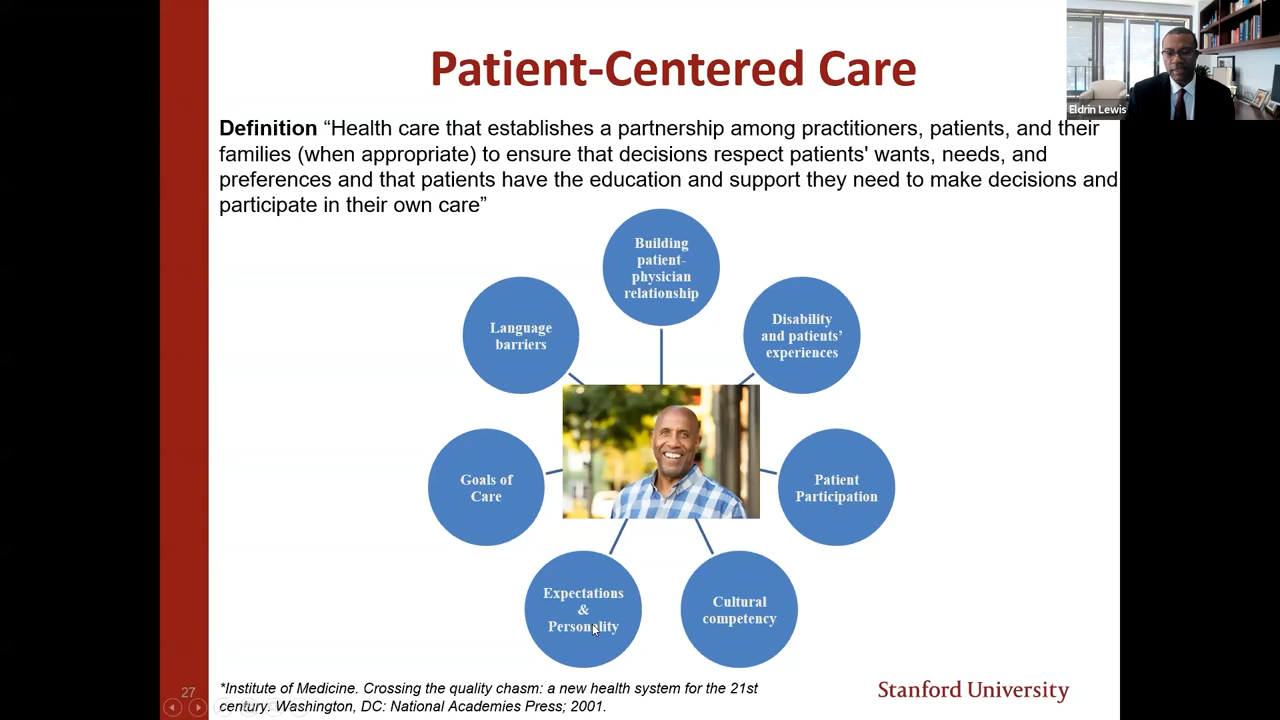 Patient-Centered Care
Eldrin Lewis
Definition “Health care that establishes a partnership among practitioners, patients, and their
families (when appropriate) to ensure that decisions respect patients' wants, needs, and
preferences and that patients have the education and support they need to make decisions and
participate in their own care”
Building
patient-
physician
relationship
Language
barriers
Disability
and patients’
experiences
Goals of
Care
Patient
Participation
Expectations
&
Personality
Cultural
competency
*Institute of Medicine. Crossing the quality chasm: a new health system for the 21st
century. Washington, DC: National Academies Press; 2001.
27
Stanford University